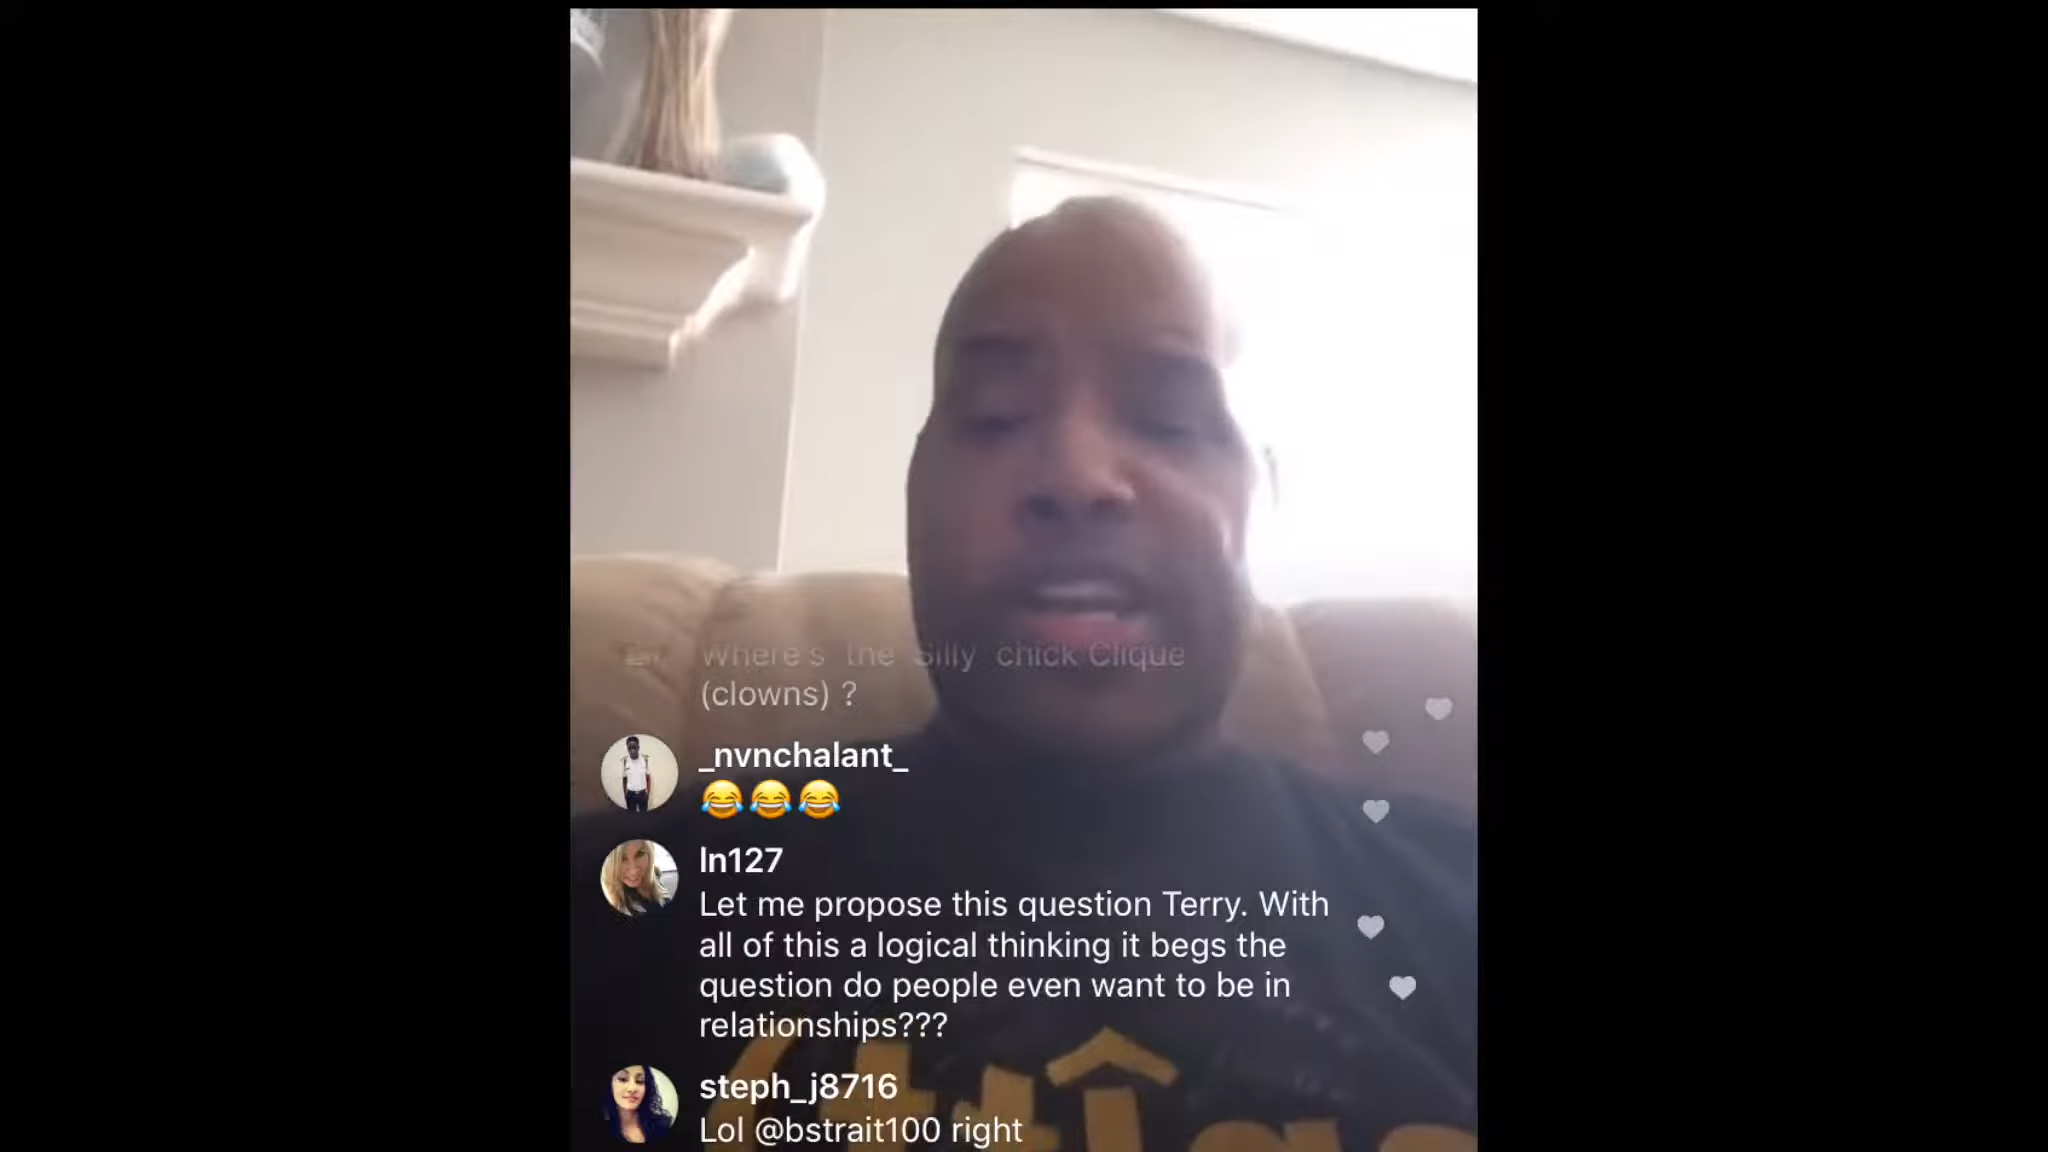 Where's the Silly chick Clique
(clowns) ?
_nvnchalant_
😂😂😂
ln127
Let me propose this question Terry. With
all of this a logical thinking it begs the
question do people even want to be in
relationships???
steph_j8716
Lol @bstrait100 right